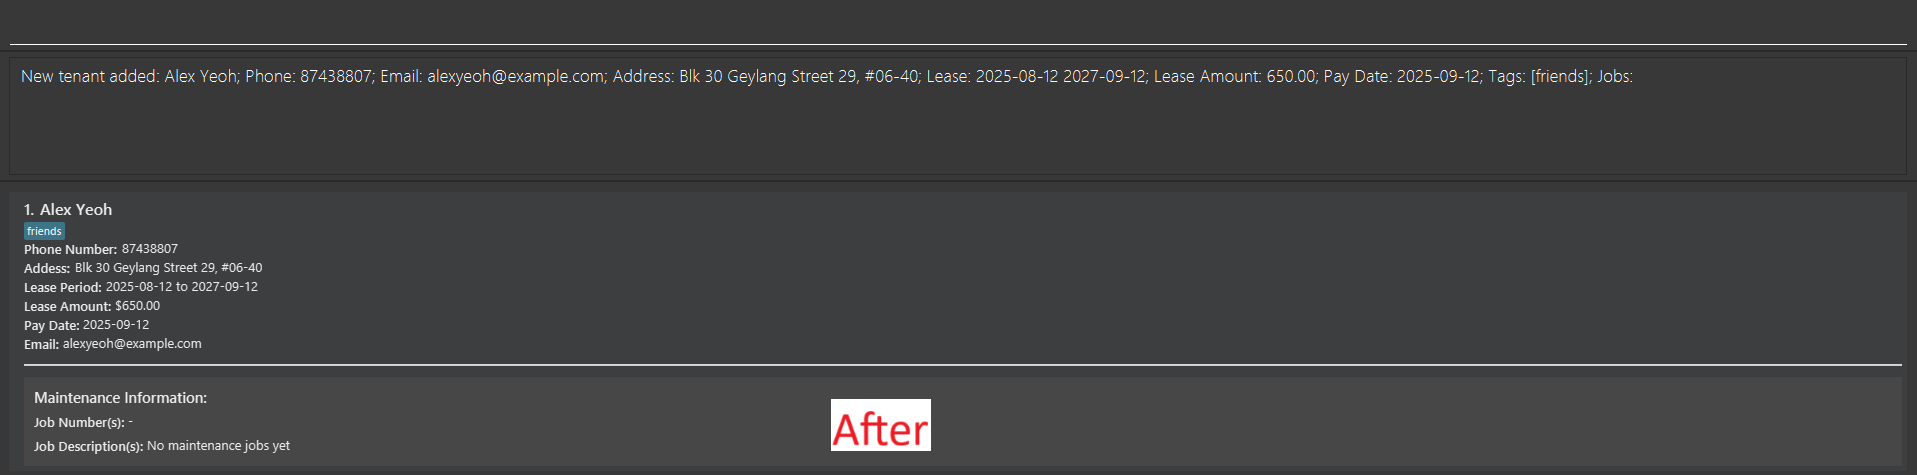 New tenant added: Alex Yeoh; Phone: 87438807; Email: alexyeoh@example.com; Address: Blk 30 Geylang Street 29, #06-40; Lease: 2025-08-12 2027-09-12; Lease Amount: 650.00; Pay Date: 2025-09-12; Tags: [friends]; Jobs:
1. Alex Yeoh
friends
Phone Number: 87438807
Addess: Blk 30 Geylang Street 29, #06-40
Lease Period: 2025-08-12 to 2027-09-12
Lease Amount: $650.00
Pay Date: 2025-09-12
Email: alexyeoh@example.com
Maintenance Information:
Job Number(s): -
Job Description(s): No maintenance jobs yet
After